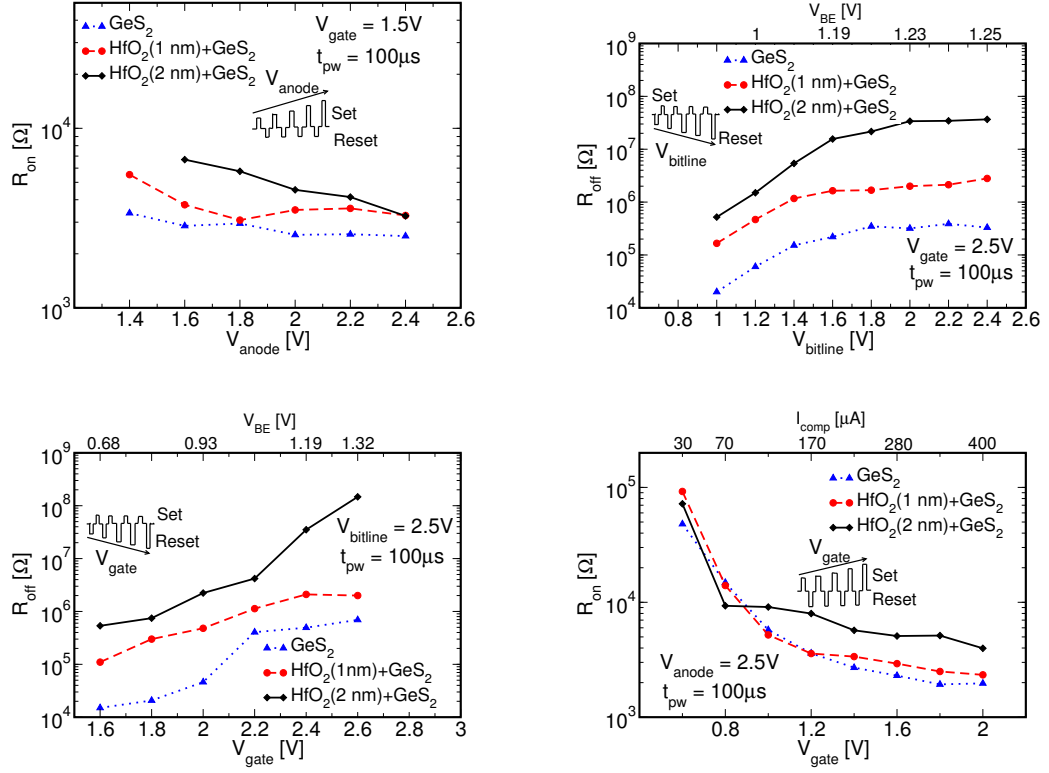 GeS2
HfO2(1 nm)+GeS2
HfO2(2 nm)+GeS2
Vgate = 1.5V
tpw = 100μs
Vanode
Set
Reset
10^4
10^3
Ron [Ω]
1.4 1.6 1.8 2 2.2 2.4 2.6
Vanode [V]
VBE [V]
1 1.19 1.23 1.25
GeS2
HfO2(1 nm)+GeS2
HfO2(2 nm)+GeS2
Set
Reset
Vbitline
Vgate = 2.5V
tpw = 100μs
10^9
10^8
10^7
10^6
10^5
10^4
Roff [Ω]
0.8 1 1.2 1.4 1.6 1.8 2 2.2 2.4 2.6
Vbitline [V]
VBE [V]
0.68 0.93 1.19 1.32
Set
Reset
Vgate
Vbitline = 2.5V
tpw = 100μs
GeS2
HfO2(1nm)+GeS2
HfO2(2 nm)+GeS2
10^9
10^8
10^7
10^6
10^5
10^4
Roff [Ω]
1.6 1.8 2 2.2 2.4 2.6 2.8 3
Vgate [V]
Icomp [μA]
30 70 170 280 400
GeS2
HfO2(1 nm)+GeS2
HfO2(2 nm)+GeS2
Vgate
Set
Reset
Vanode = 2.5V
tpw = 100μs
10^5
10^4
10^3
Ron [Ω]
0.8 1.2 1.6 2
Vgate [V]